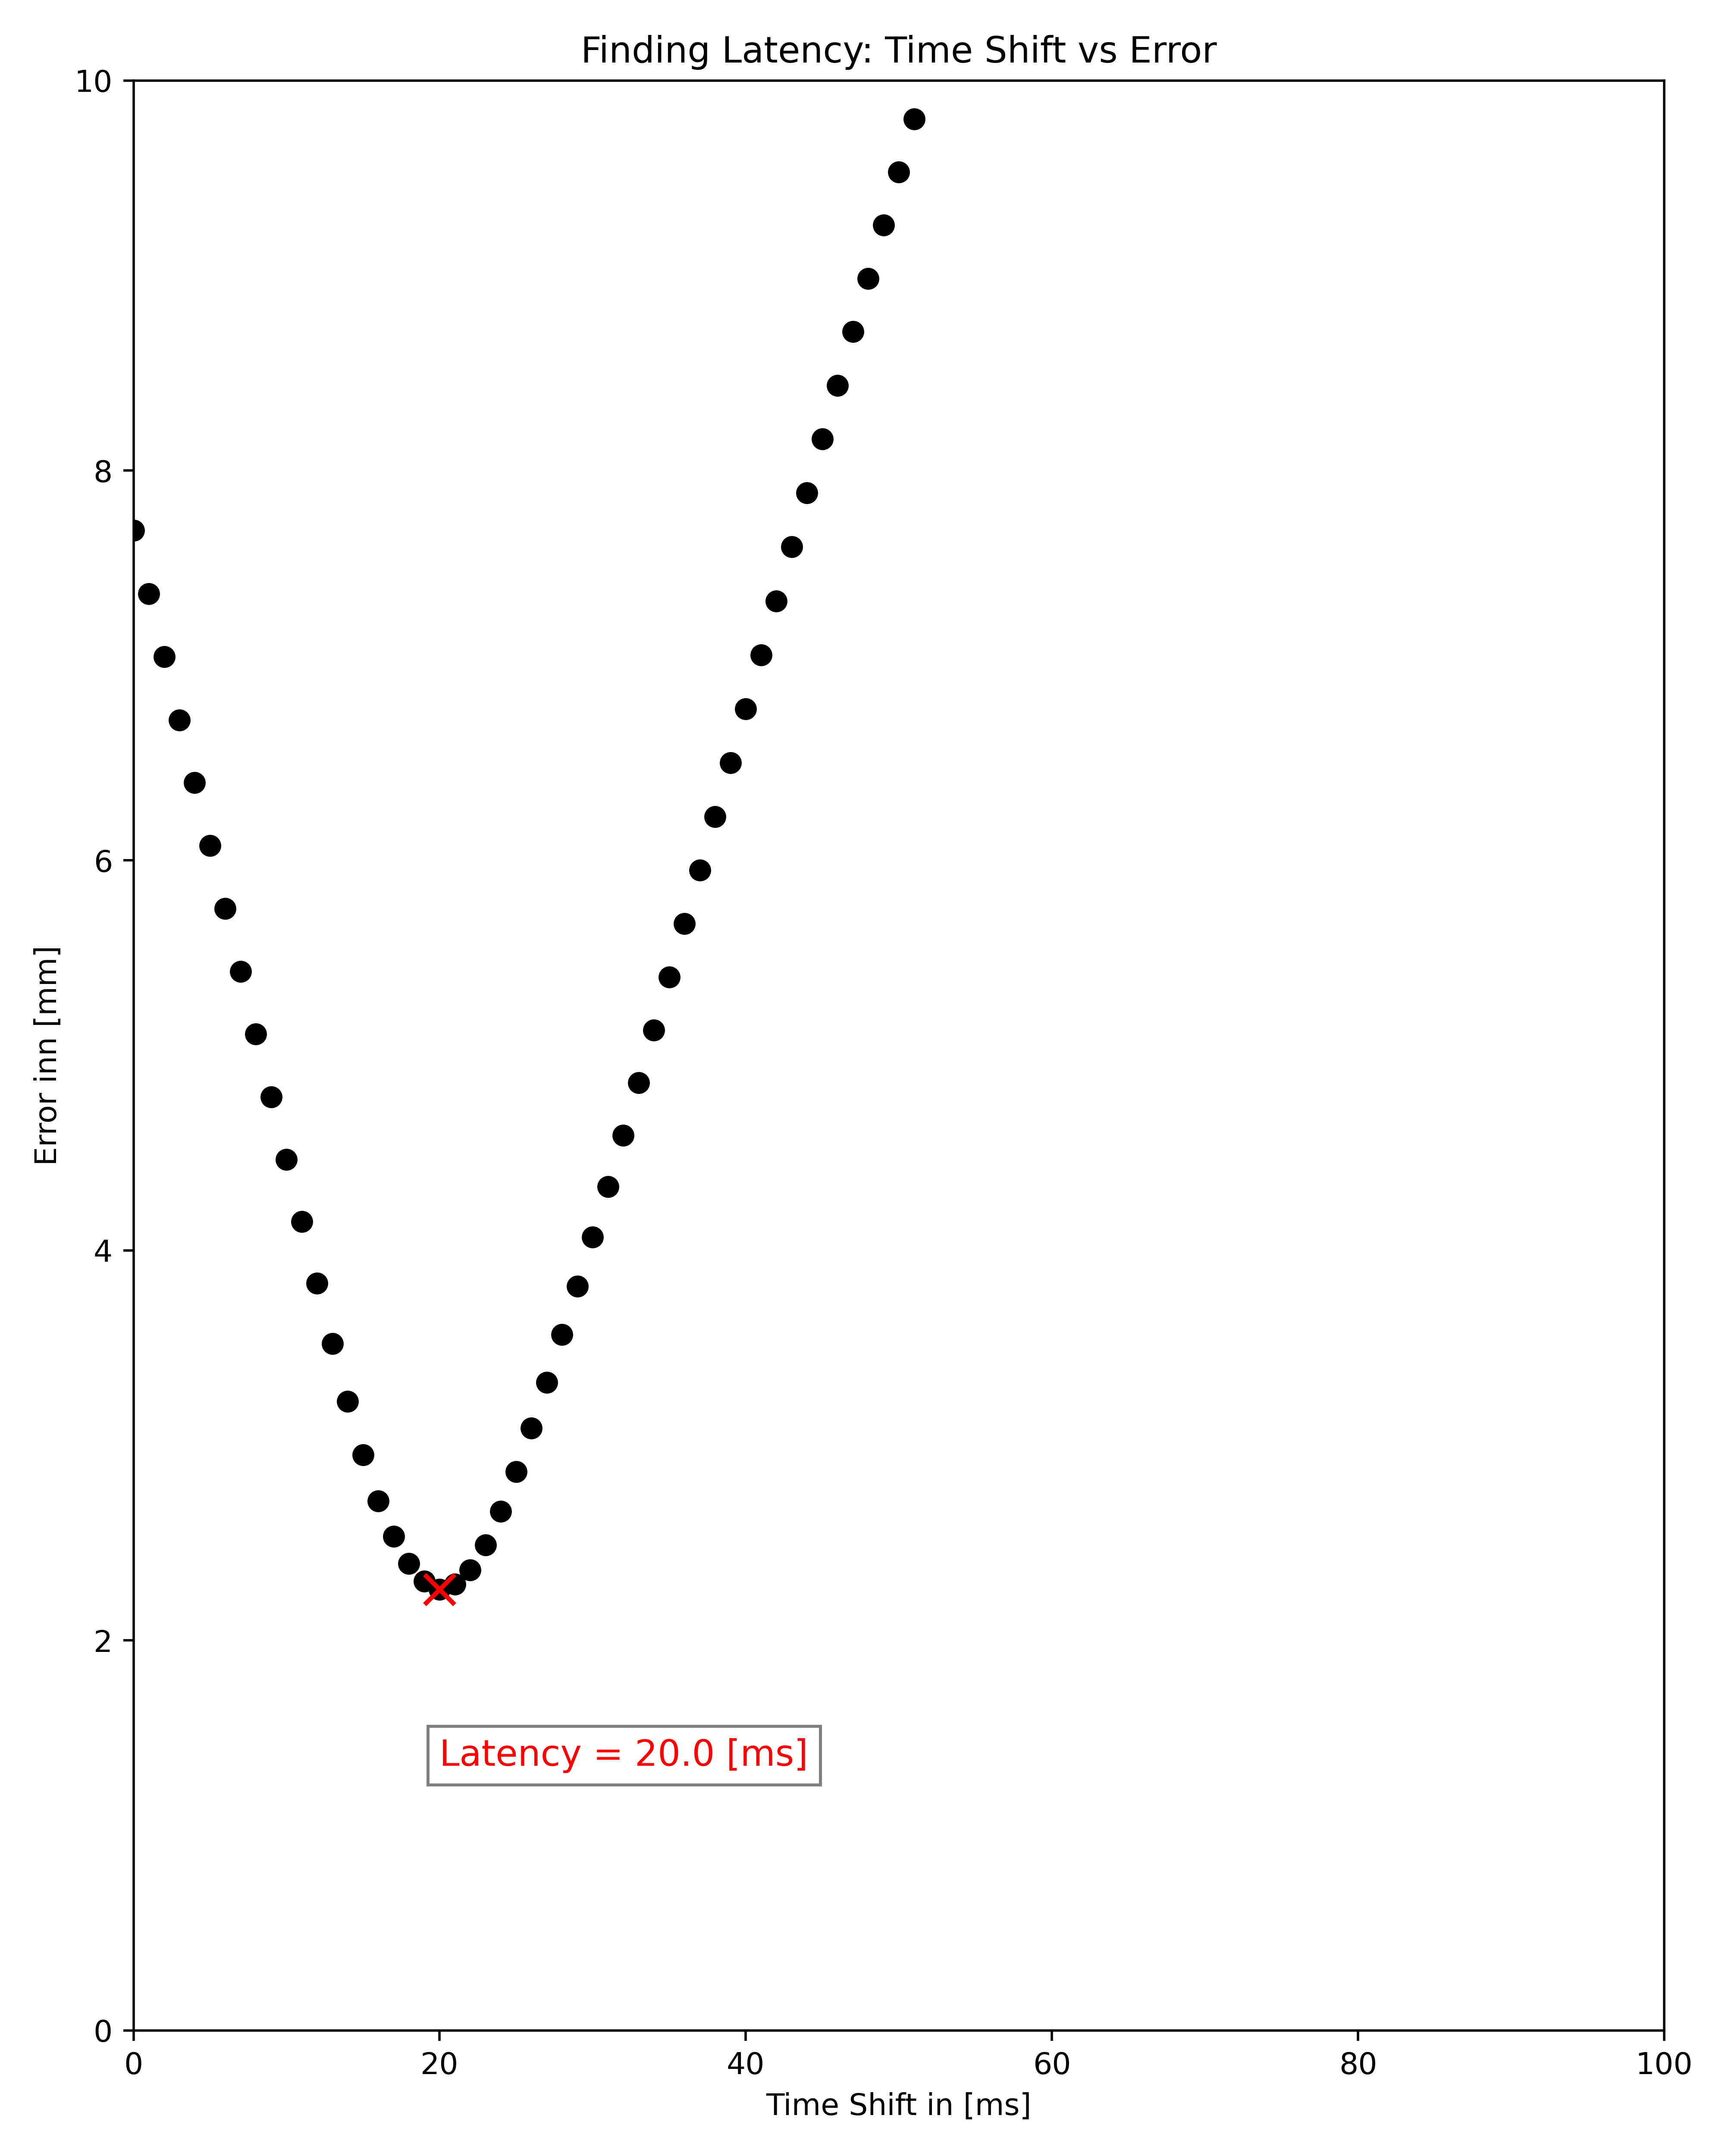 Finding Latency: Time Shift vs Error
10
8
6
4
2
0
Error inn [mm]
Latency = 20.0 [ms]
0 20 40 60 80 100
Time Shift in [ms]